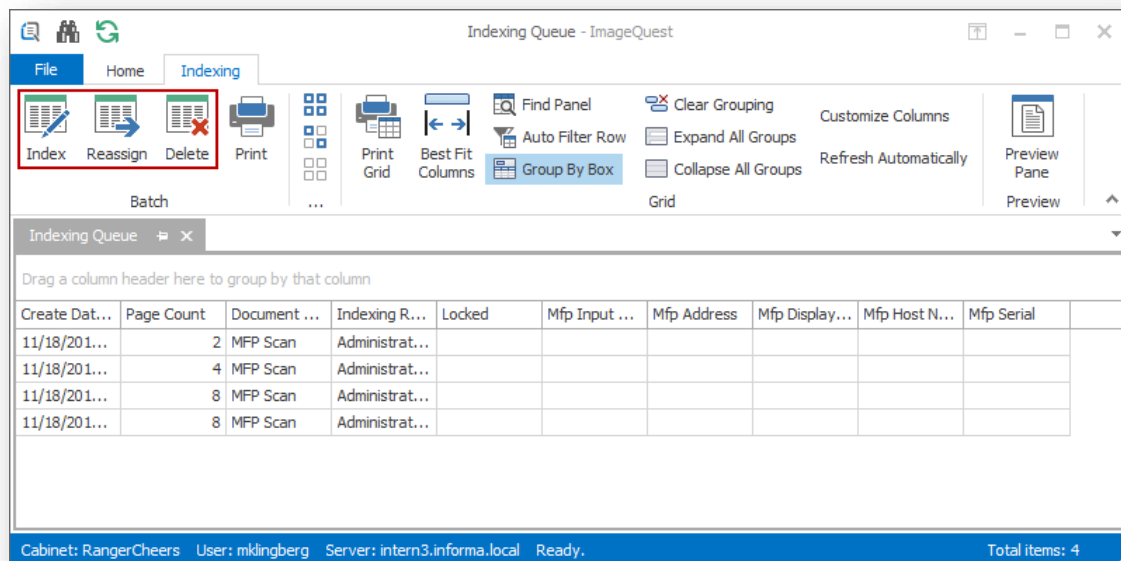 Indexing Queue - ImageQuest
File Home Indexing
Index Reassign Delete Print
Print Grid
Best Fit Columns
Find Panel
Auto Filter Row
Group By Box
Clear Grouping
Expand All Groups
Collapse All Groups
Customize Columns
Refresh Automatically
Preview Pane
Batch ... Grid Preview
Indexing Queue
Drag a column header here to group by that column
Create Dat... Page Count Document ... Indexing R... Locked Mfp Input ... Mfp Address Mfp Display... Mfp Host N... Mfp Serial
11/18/201... 2 MFP Scan Administrat...
11/18/201... 4 MFP Scan Administrat...
11/18/201... 8 MFP Scan Administrat...
11/18/201... 8 MFP Scan Administrat...
Cabinet: RangerCheers User: mklingberg Server: intern3.informa.local Ready. Total items: 4